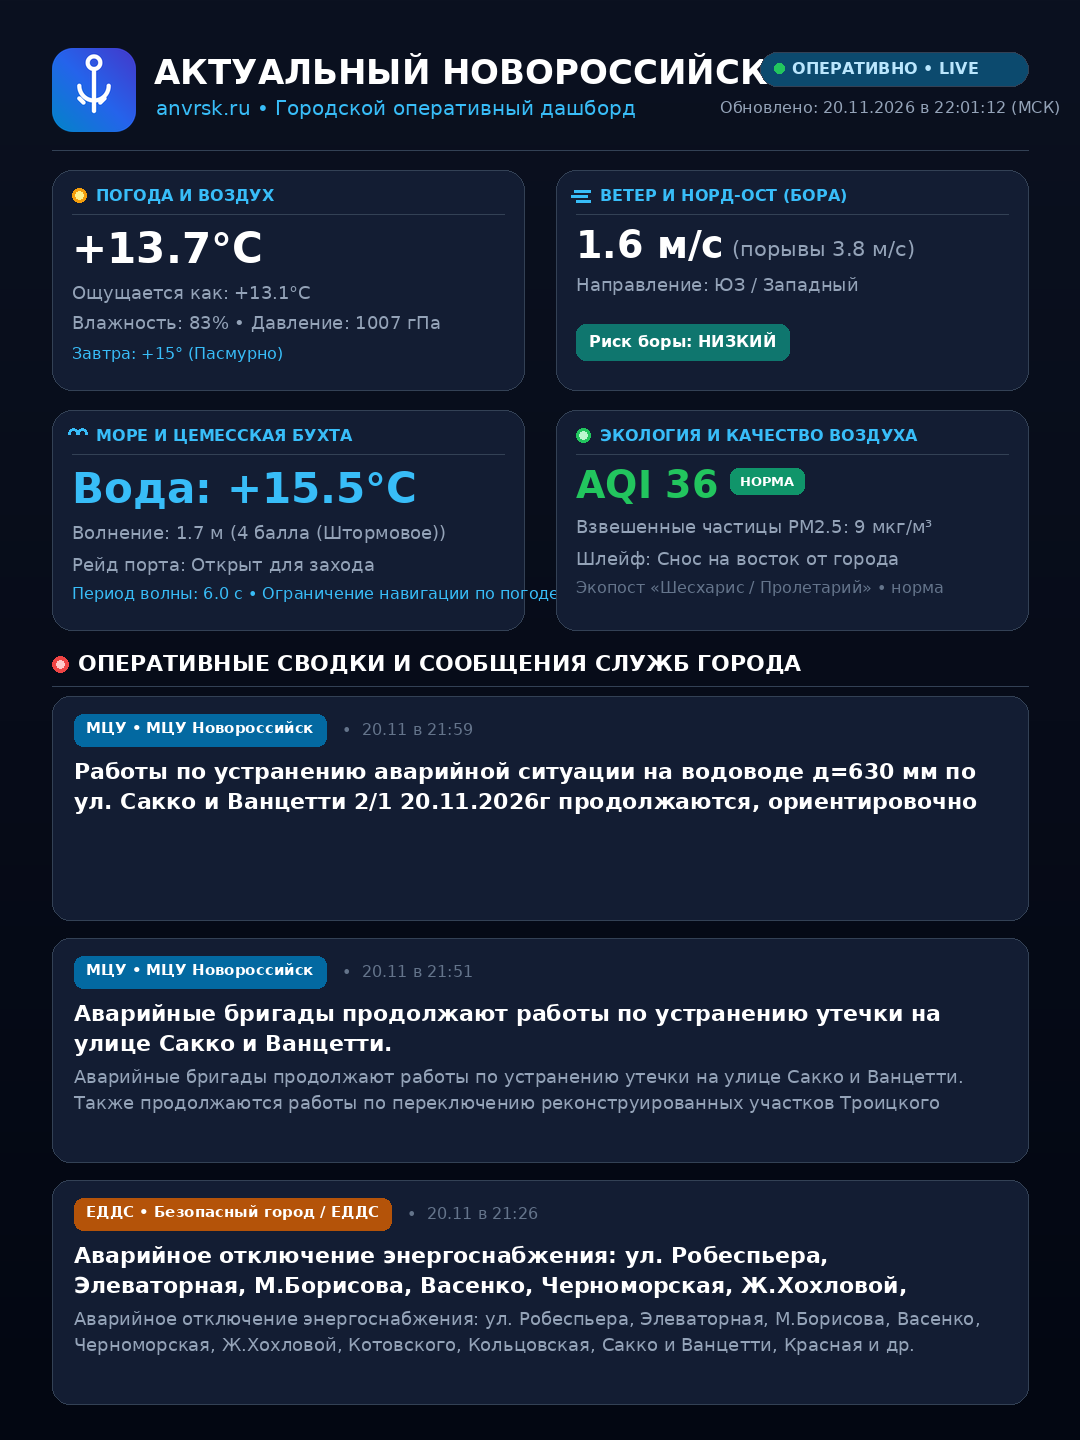 АКТУАЛЬНЫЙ НОВОРОССИЙСК
ОПЕРАТИВНО • LIVE
anvrsk.ru • Городской оперативный дашборд
Обновлено: 20.11.2026 в 22:01:12 (МСК)
ПОГОДА И ВОЗДУХ
+13.7°C
Ощущается как: +13.1°C
Влажность: 83% • Давление: 1007 гПа
Завтра: +15° (Пасмурно)
ВЕТЕР И НОРД-ОСТ (БОРА)
1.6 м/с (порывы 3.8 м/с)
Направление: ЮЗ / Западный
Риск боры: НИЗКИЙ
МОРЕ И ЦЕМЕССКАЯ БУХТА
Вода: +15.5°C
Волнение: 1.7 м (4 балла (Штормовое))
Рейд порта: Открыт для захода
Период волны: 6.0 с • Ограничение навигации по погоде
ЭКОЛОГИЯ И КАЧЕСТВО ВОЗДУХА
AQI 36 НОРМА
Взвешенные частицы PM2.5: 9 мкг/м³
Шлейф: Снос на восток от города
Экопост «Шесхарис / Пролетарий» • норма
ОПЕРАТИВНЫЕ СВОДКИ И СООБЩЕНИЯ СЛУЖБ ГОРОДА
МЦУ • МЦУ Новороссийск • 20.11 в 21:59
Работы по устранению аварийной ситуации на водоводе д=630 мм по
ул. Сакко и Ванцетти 2/1 20.11.2026г продолжаются, ориентировочно
МЦУ • МЦУ Новороссийск • 20.11 в 21:51
Аварийные бригады продолжают работы по устранению утечки на
улице Сакко и Ванцетти.
Аварийные бригады продолжают работы по устранению утечки на улице Сакко и Ванцетти.
Также продолжаются работы по переключению реконструированных участков Троицкого
ЕДДС • Безопасный город / ЕДДС • 20.11 в 21:26
Аварийное отключение энергоснабжения: ул. Робеспьера,
Элеваторная, М.Борисова, Васенко, Черноморская, Ж.Хохловой,
Аварийное отключение энергоснабжения: ул. Робеспьера, Элеваторная, М.Борисова, Васенко,
Черноморская, Ж.Хохловой, Котовского, Кольцовская, Сакко и Ванцетти, Красная и др.